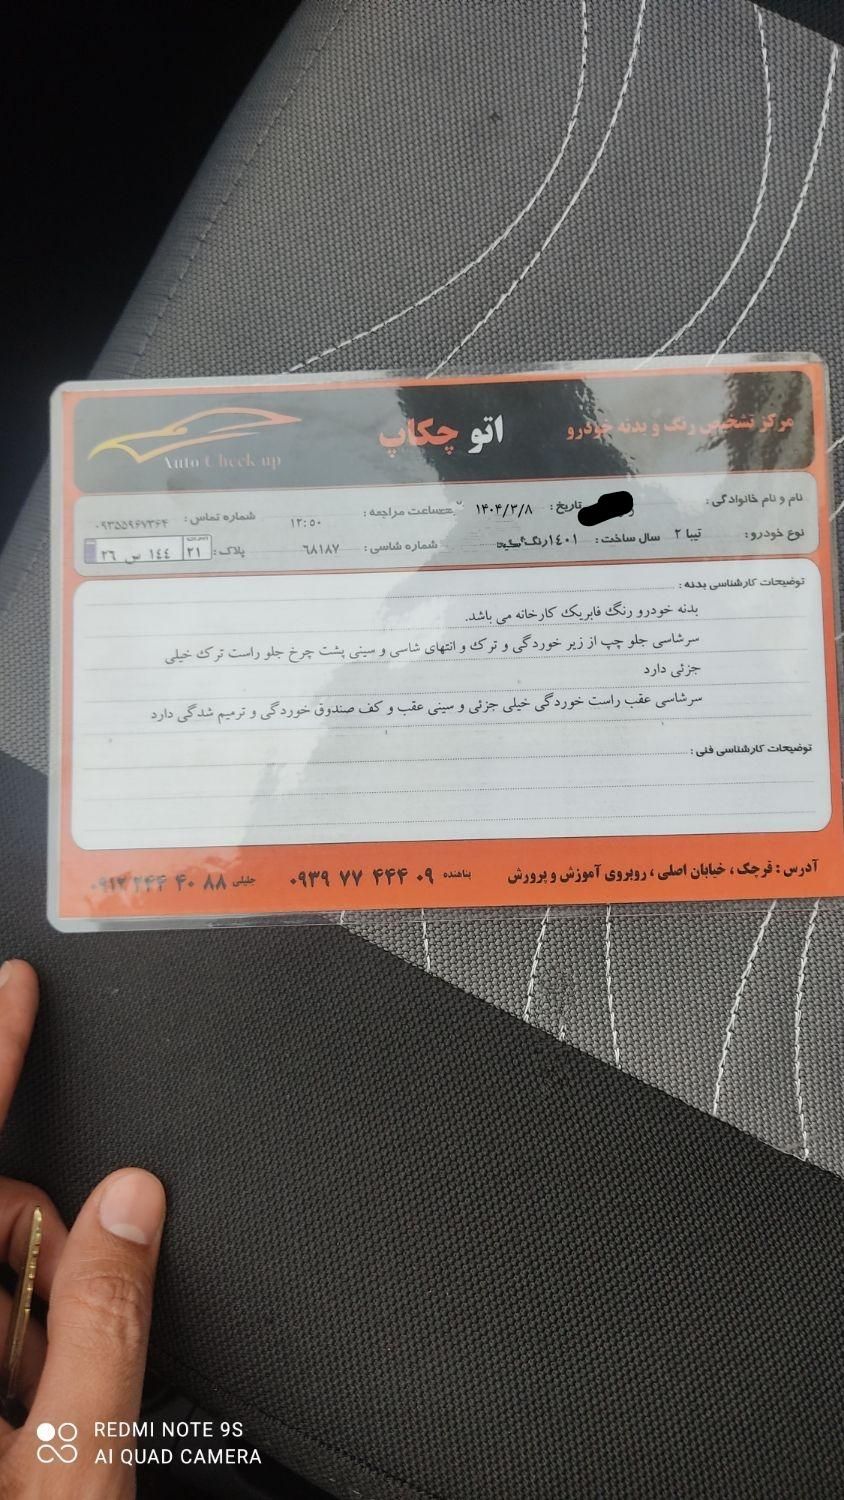 مرکز تشخیص رنگ و بدنه خودرو
اتو چکاپ
Auto Check up
نام و نام خانوادگی: تاریخ: ۱۴۰۴/۳/۸ ساعت مراجعه: ۱۲:۵۰ شماره تماس: ۰۹۳۵۵۹۶۷۳۶۴
نوع خودرو: تیبا ۲ سال ساخت: ۱۴۰۱ رنگ: سفید شماره شاسی: ۶۸۱۸۷ پلاک: ۲۶ س ۱۴۴ ۲۱
توضیحات کارشناسی بدنه:
بدنه خودرو رنگ فابریک کارخانه می باشد.
سرشاسی جلو چپ از زیر خوردگی و ترک و انتهای شاسی و سینی پشت چرخ جلو راست ترک خیلی
جزئی دارد
سرشاسی عقب راست خوردگی خیلی جزئی و سینی عقب و کف صندوق خوردگی و ترمیم شدگی دارد
توضیحات کارشناسی فنی:
آدرس: قرچک، خیابان اصلی، روبروی آموزش و پرورش پناهنده ۰۹۳۹ ۷۷ ۴۴۴ ۰۹ جلیلی ۰۹۱۲ ۲۴۴ ۴۰ ۸۸
REDMI NOTE 9S
AI QUAD CAMERA